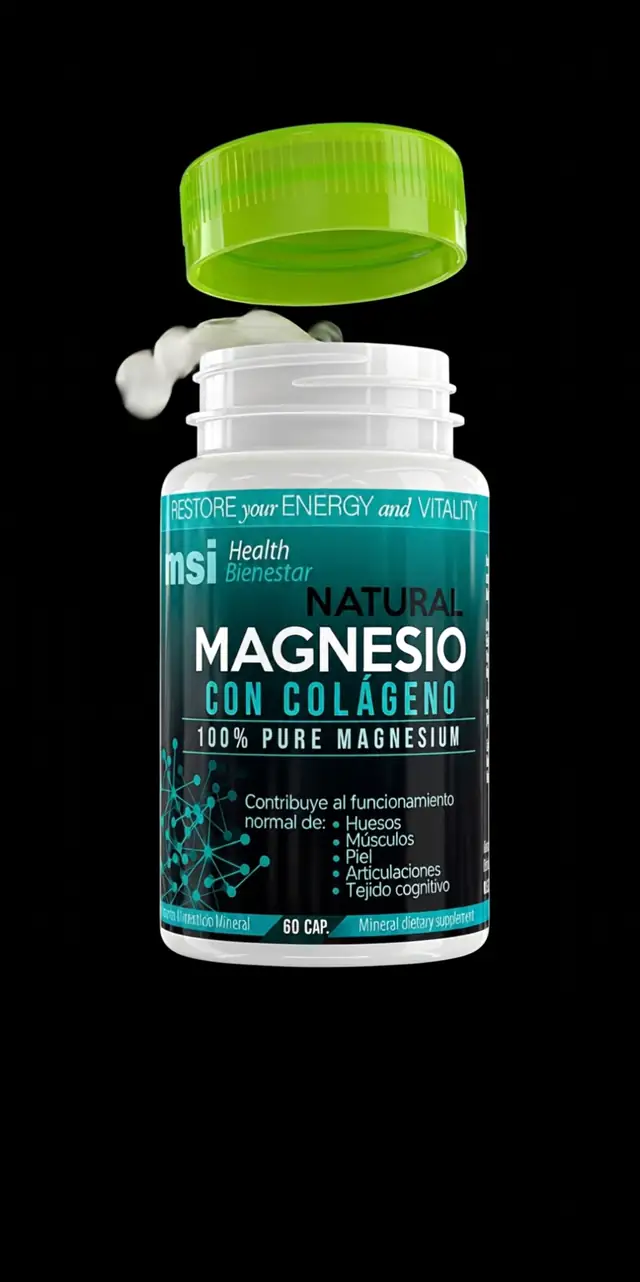 RESTORE your ENERGY and VITALITY
msi Health
Bienestar
NATURAL
MAGNESIO
CON COLÁGENO
100% PURE MAGNESIUM
Contribuye al funcionamiento
normal de: • Huesos
• Músculos
• Piel
• Articulaciones
• Tejido cognitivo
Mineral 60 CAP. Mineral dietary supplement